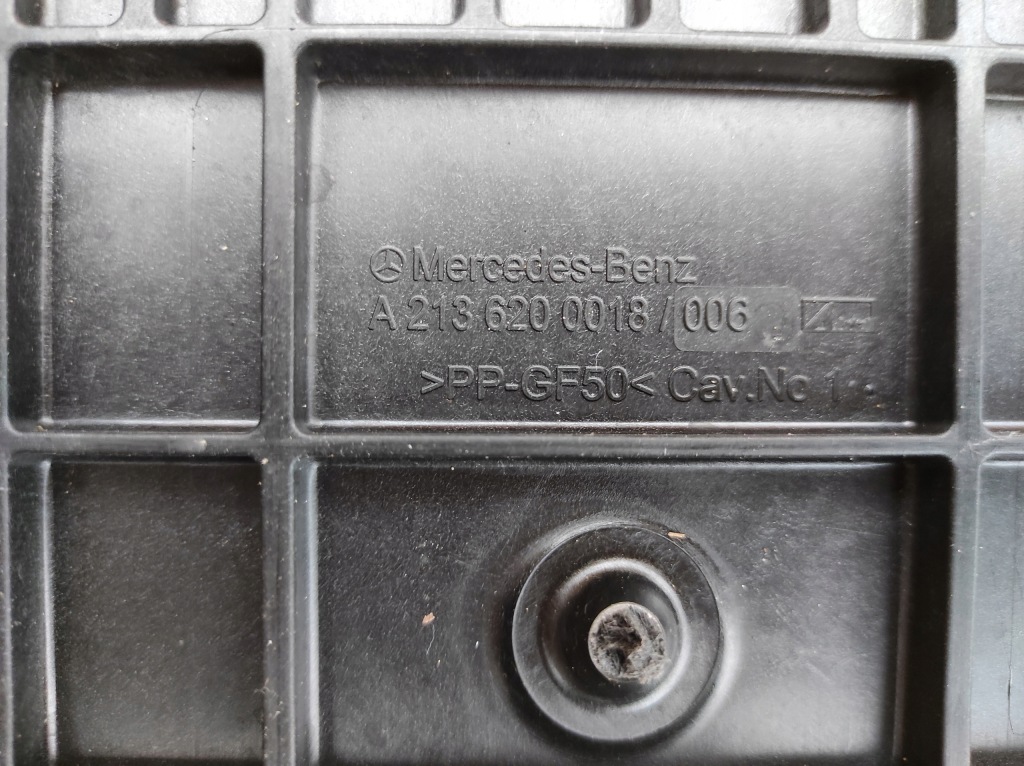 Mercedes-Benz
A 213 620 0018 / 006
>PP-GF50< Cav.No 1